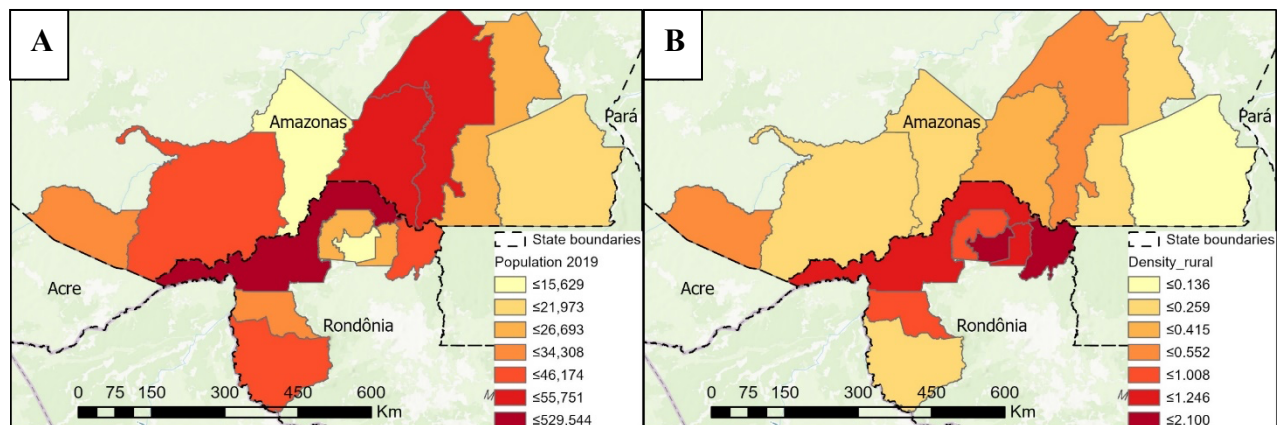 A
Amazonas
Pará
Acre
Rondônia
State boundaries
Population 2019
≤15,629
≤21,973
≤26,693
≤34,308
≤46,174
≤55,751
≤529,544
0 75 150 300 450 600
Km
M
B
Amazonas
Pará
Acre
Rondônia
State boundaries
Density_rural
≤0.136
≤0.259
≤0.415
≤0.552
≤1.008
≤1.246
≤2.100
0 75 150 300 450 600
Km
M